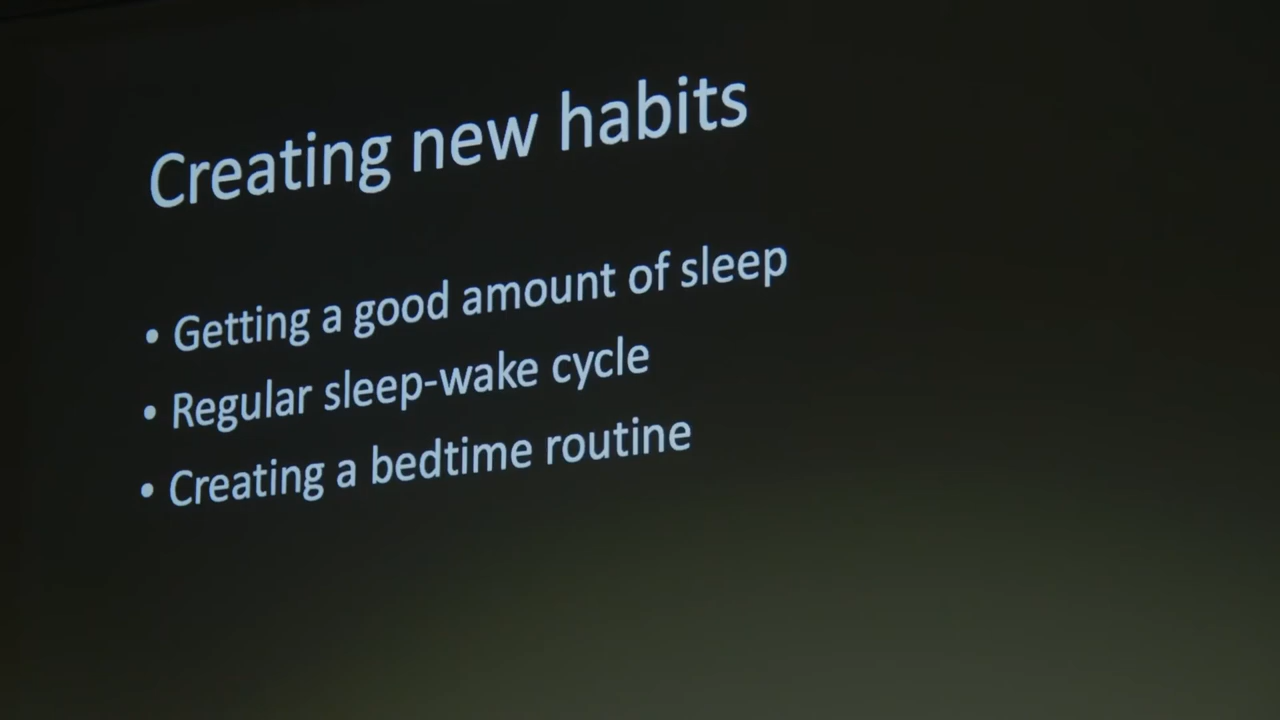 Creating new habits
• Getting a good amount of sleep
• Regular sleep-wake cycle
• Creating a bedtime routine